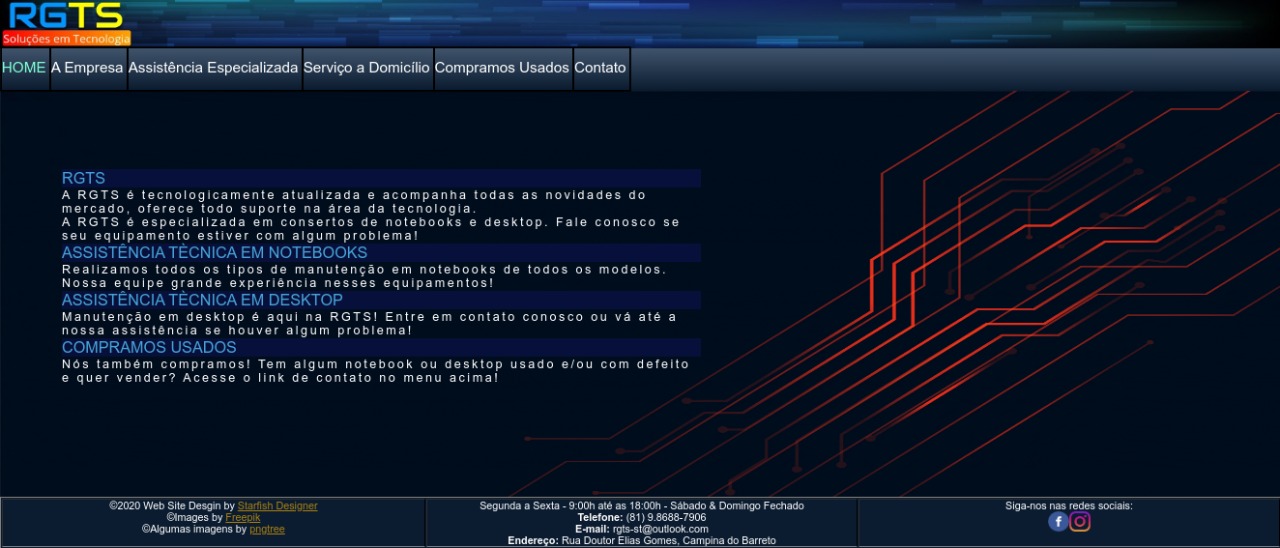 RGTS
Soluções em Tecnologia
HOME A Empresa Assistência Especializada Serviço a Domicílio Compramos Usados Contato
RGTS
A RGTS é tecnologicamente atualizada e acompanha todas as novidades do
mercado, oferece todo suporte na área da tecnologia.
A RGTS é especializada em consertos de notebooks e desktop. Fale conosco se
seu equipamento estiver com algum problema!
ASSISTÊNCIA TÈCNICA EM NOTEBOOKS
Realizamos todos os tipos de manutenção em notebooks de todos os modelos.
Nossa equipe grande experiência nesses equipamentos!
ASSISTÊNCIA TÈCNICA EM DESKTOP
Manutenção em desktop é aqui na RGTS! Entre em contato conosco ou vá até a
nossa assistência se houver algum problema!
COMPRAMOS USADOS
Nós também compramos! Tem algum notebook ou desktop usado e/ou com defeito
e quer vender? Acesse o link de contato no menu acima!
©2020 Web Site Desgin by Starfish Designer
©Images by Freepik
©Algumas imagens by pngtree
Segunda a Sexta - 9:00h até as 18:00h - Sábado & Domingo Fechado
Telefone: (81) 9.8688-7906
E-mail: rgts-st@outlook.com
Endereço: Rua Doutor Elias Gomes, Campina do Barreto
Siga-nos nas redes sociais: